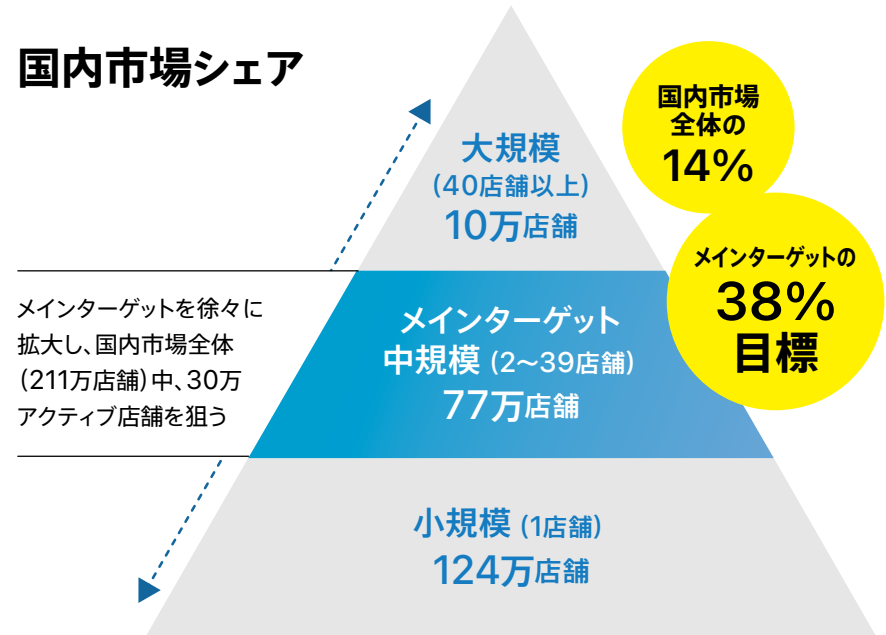 国内市場シェア
国内市場
全体の
14%
大規模
(40店舗以上)
10万店舗
メインターゲットの
38%
目標
メインターゲットを徐々に
拡大し、国内市場全体
(211万店舗)中、30万
アクティブ店舗を狙う
メインターゲット
中規模 (2〜39店舗)
77万店舗
小規模 (1店舗)
124万店舗